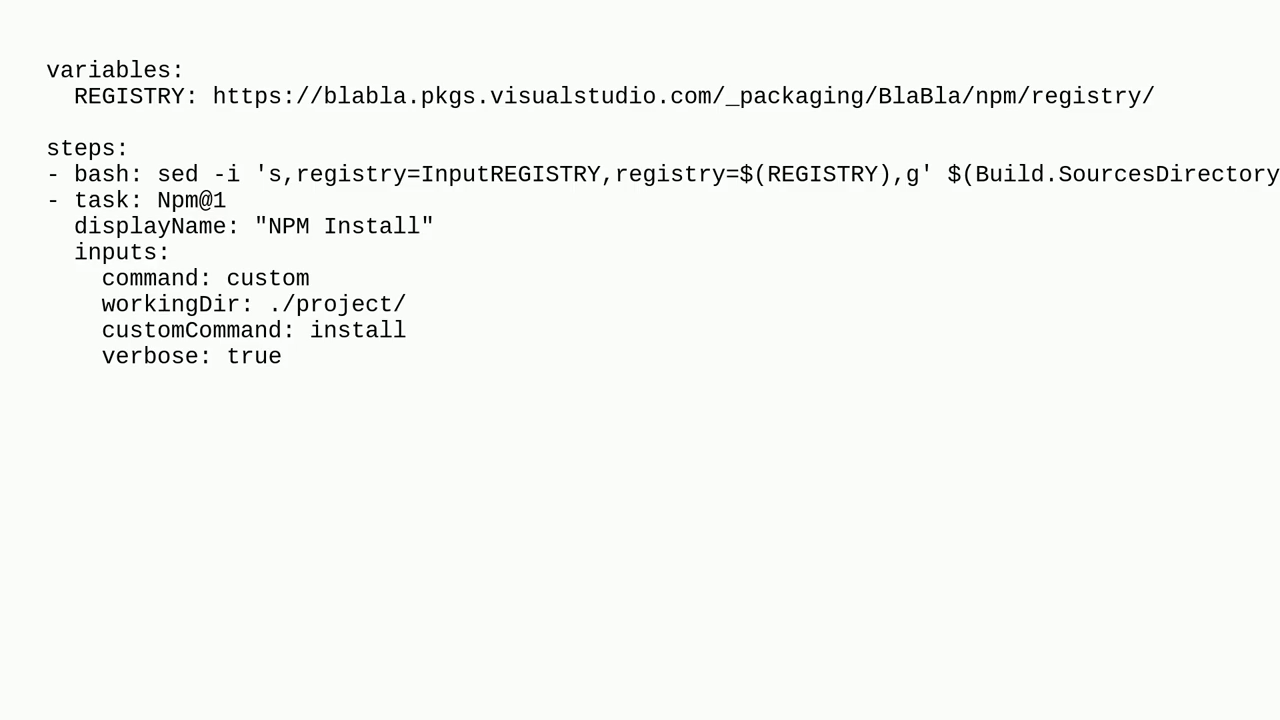 variables:
  REGISTRY: https://blabla.pkgs.visualstudio.com/_packaging/BlaBla/npm/registry/

steps:
- bash: sed -i 's,registry=InputREGISTRY,registry=$(REGISTRY),g' $(Build.SourcesDirectory
- task: Npm@1
  displayName: "NPM Install"
  inputs:
    command: custom
    workingDir: ./project/
    customCommand: install
    verbose: true